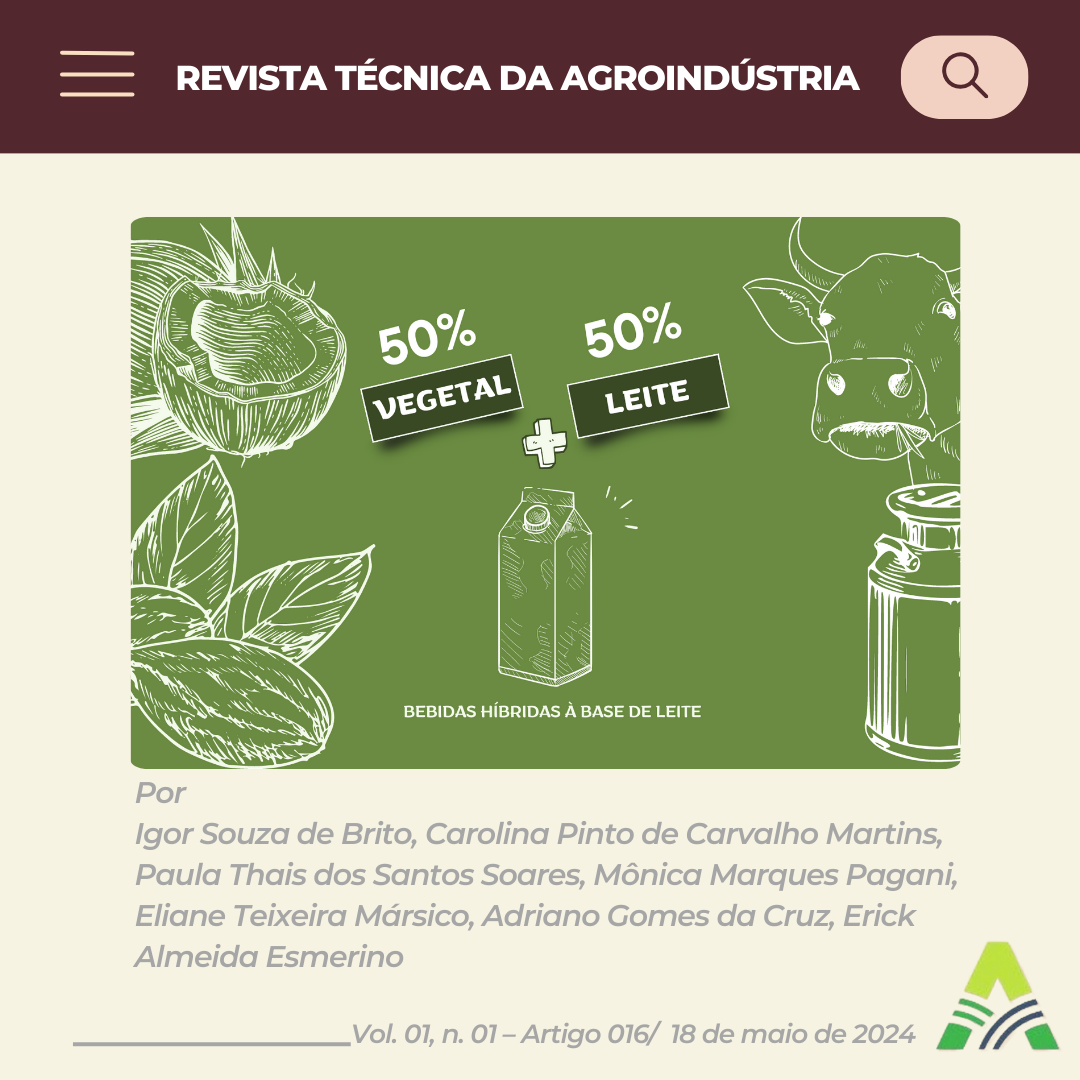 REVISTA TÉCNICA DA AGROINDÚSTRIA
50%
VEGETAL
50%
LEITE
BEBIDAS HÍBRIDAS À BASE DE LEITE
Por
Igor Souza de Brito, Carolina Pinto de Carvalho Martins,
Paula Thais dos Santos Soares, Mônica Marques Pagani,
Eliane Teixeira Mársico, Adriano Gomes da Cruz, Erick
Almeida Esmerino
Vol. 01, n. 01 – Artigo 016/ 18 de maio de 2024